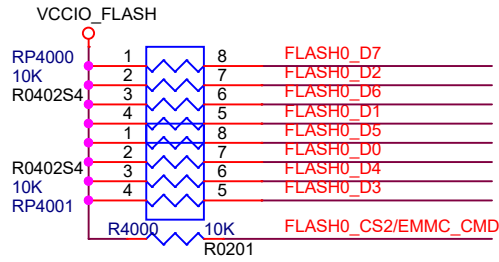 VCCIO_FLASH
RP4000
10K
R0402S4
1 8 FLASH0_D7
2 7 FLASH0_D2
3 6 FLASH0_D6
4 5 FLASH0_D1
1 8 FLASH0_D5
2 7 FLASH0_D0
3 6 FLASH0_D4
4 5 FLASH0_D3
R0402S4
10K
RP4001
R4000 10K FLASH0_CS2/EMMC_CMD
R0201